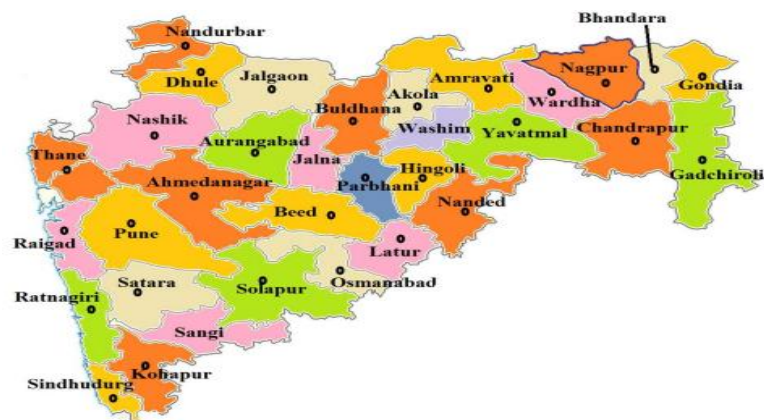 Bhandara
Nandurbar
Dhule
Jalgaon
Amravati
Nagpur
Gondia
Akola
Buldhana
Wardha
Nashik
Washim
Yavatmal
Chandrapur
Aurangabad
Jalna
Thane
Hingoli
Gadchiroli
Ahmedanagar
Parbhani
Nanded
Beed
Pune
Raigad
Latur
Satara
Solapur
Osmanabad
Ratnagiri
Sangi
Kohapur
Sindhudurg